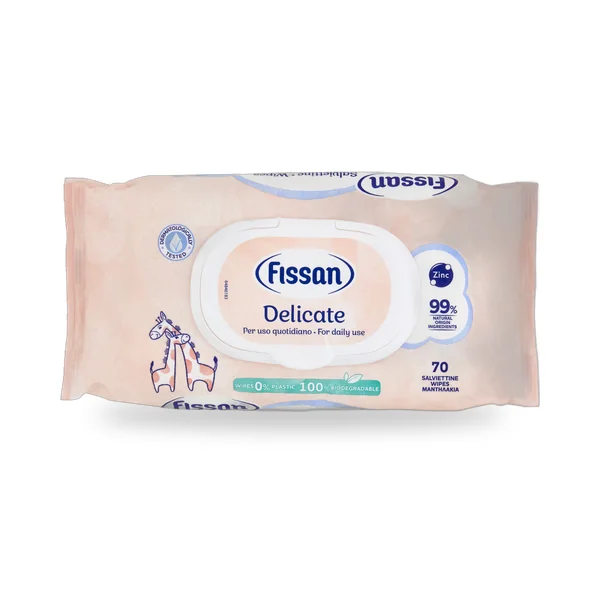 Salviettine • Wipes
Fissan
DERMATOLOGICALLY
TESTED
Fissan
Delicate
Per uso quotidiano • For daily use
Zinc
99%
NATURAL
ORIGIN
INGREDIENTS
WIPES 0% PLASTIC 100% BIODEGRADABLE
70
SALVIETTINE
WIPES
ΜΑΝΤΗΛΑΚΙΑ
Fissan